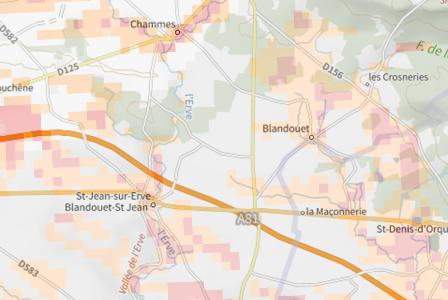 Chammes
D582
D125
D156
F. de
les Crosneries
l'Erve
Blandouet
St-Jean-sur-Erve
Blandouet-St Jean
A81
la Maçonnerie
St-Denis-d'Orqu
l'Erve
Vallée de l'Erve
D583